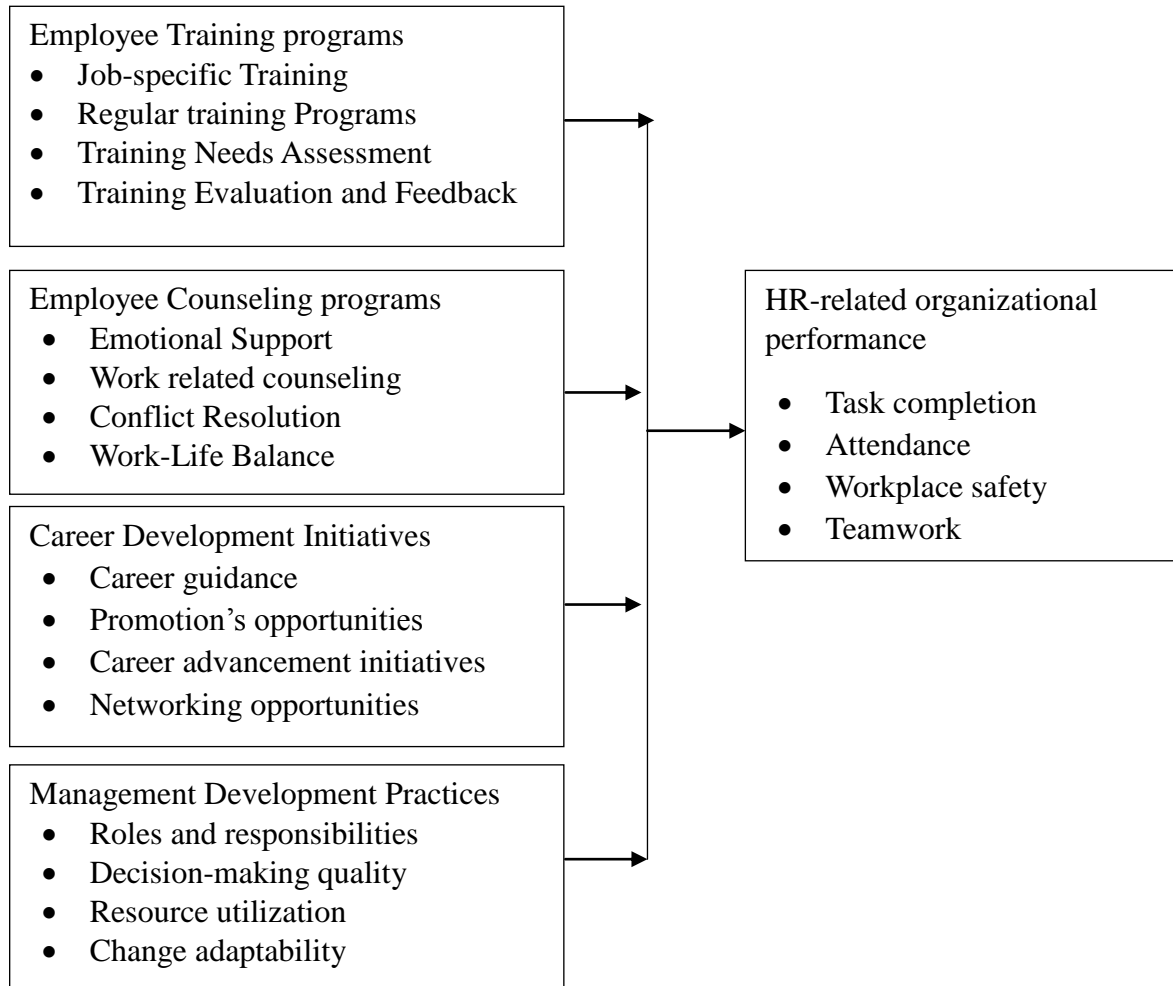 Employee Training programs
• Job-specific Training
• Regular training Programs
• Training Needs Assessment
• Training Evaluation and Feedback
Employee Counseling programs
• Emotional Support
• Work related counseling
• Conflict Resolution
• Work-Life Balance
Career Development Initiatives
• Career guidance
• Promotion’s opportunities
• Career advancement initiatives
• Networking opportunities
Management Development Practices
• Roles and responsibilities
• Decision-making quality
• Resource utilization
• Change adaptability
HR-related organizational
performance
• Task completion
• Attendance
• Workplace safety
• Teamwork